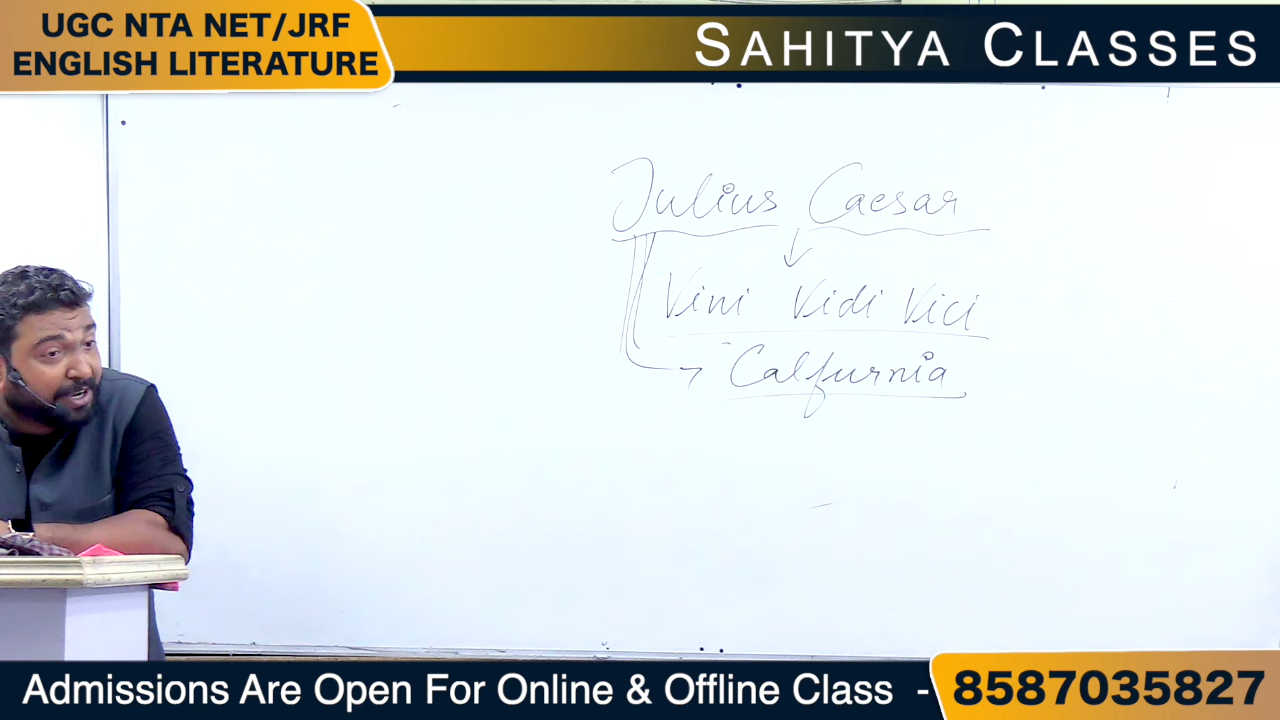 UGC NTA NET/JRF
ENGLISH LITERATURE
SAHITYA CLASSES
Julius Caesar
Vini Vidi Vici
Calfurnia
Admissions Are Open For Online & Offline Class - 8587035827